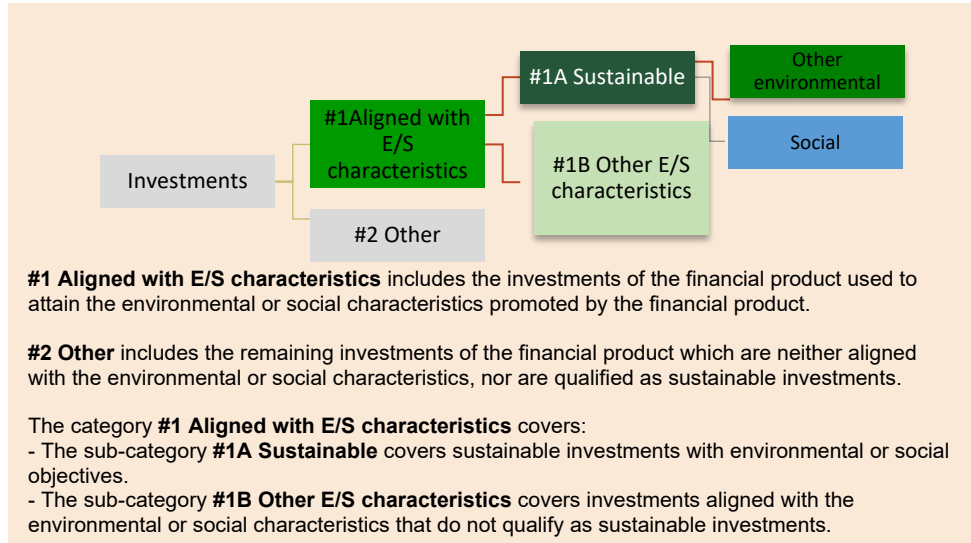 Investments
#1Aligned with
E/S
characteristics
#2 Other
#1A Sustainable
#1B Other E/S
characteristics
Other
environmental
Social
#1 Aligned with E/S characteristics includes the investments of the financial product used to
attain the environmental or social characteristics promoted by the financial product.
#2 Other includes the remaining investments of the financial product which are neither aligned
with the environmental or social characteristics, nor are qualified as sustainable investments.
The category #1 Aligned with E/S characteristics covers:
- The sub-category #1A Sustainable covers sustainable investments with environmental or social
objectives.
- The sub-category #1B Other E/S characteristics covers investments aligned with the
environmental or social characteristics that do not qualify as sustainable investments.